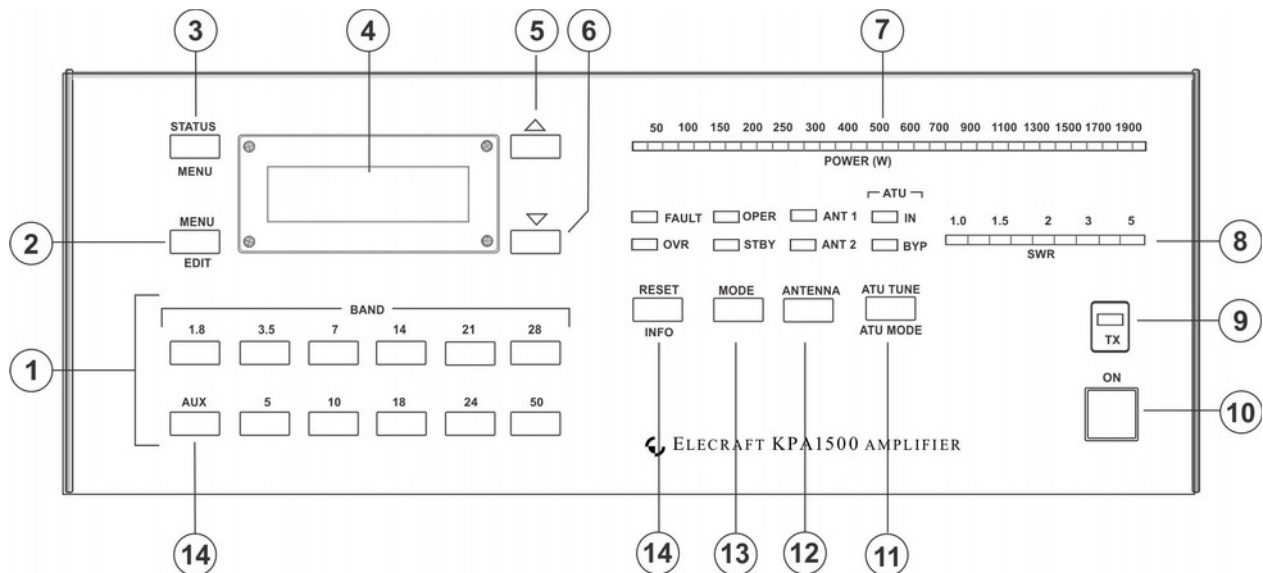 3
4
5
6
7
STATUS
MENU
50 100 150 200 250 300 400 500 600 700 900 1100 1300 1500 1700 1900
POWER (W)
ATU
FAULT OPER ANT 1 IN
OVR STBY ANT 2 BYP
1.0 1.5 2 3 5
SWR
8
2
MENU
EDIT
RESET
INFO
MODE
ANTENNA
ATU TUNE
ATU MODE
TX
9
ON
10
1
BAND
1.8 3.5 7 14 21 28
AUX 5 10 18 24 50
ELECRAFT KPA1500 AMPLIFIER
14
14
13
12
11